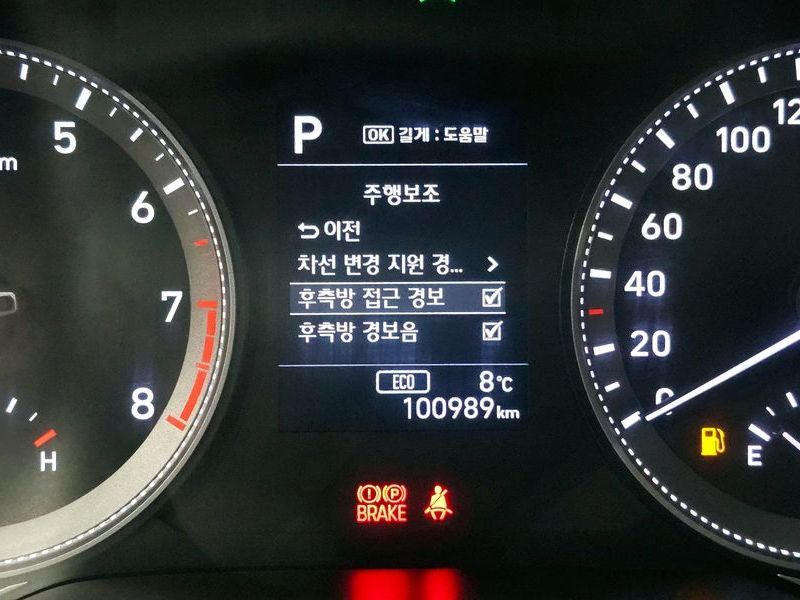 P
OK 길게 : 도움말
주행보조
이전
차선 변경 지원 경...
후측방 접근 경보
후측방 경보음
ECO 8℃
100989km
5
6
7
8
H
100
80
60
40
20
0
E
P
BRAKE